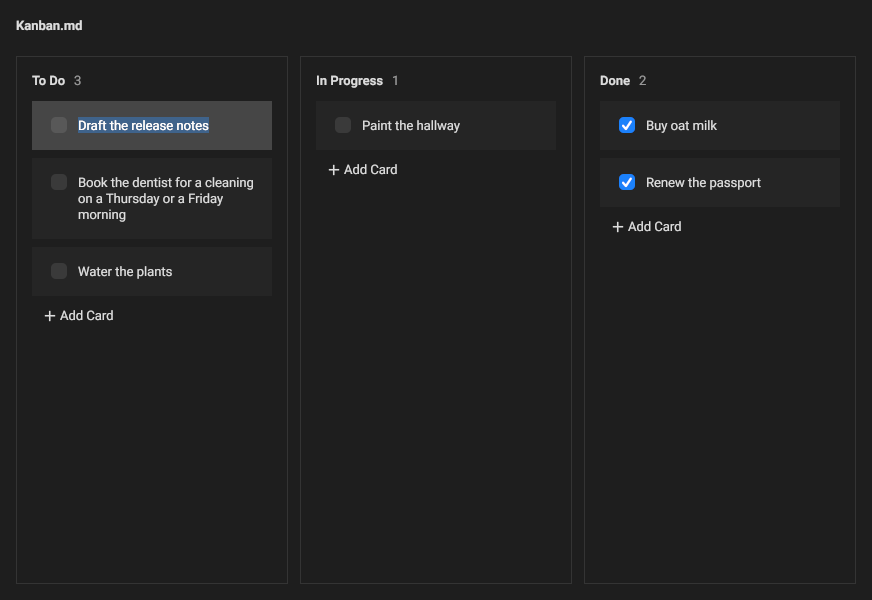 Kanban.md
To Do 3
Draft the release notes
Book the dentist for a cleaning
on a Thursday or a Friday
morning
Water the plants
+ Add Card
In Progress 1
Paint the hallway
+ Add Card
Done 2
Buy oat milk
Renew the passport
+ Add Card